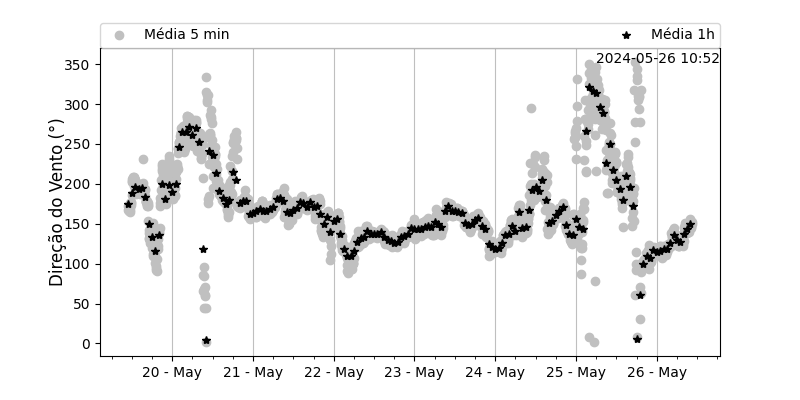 Média 5 min
Média 1h
2024-05-26 10:52
Direção do Vento (°)
350
300
250
200
150
100
50
0
20 - May
21 - May
22 - May
23 - May
24 - May
25 - May
26 - May